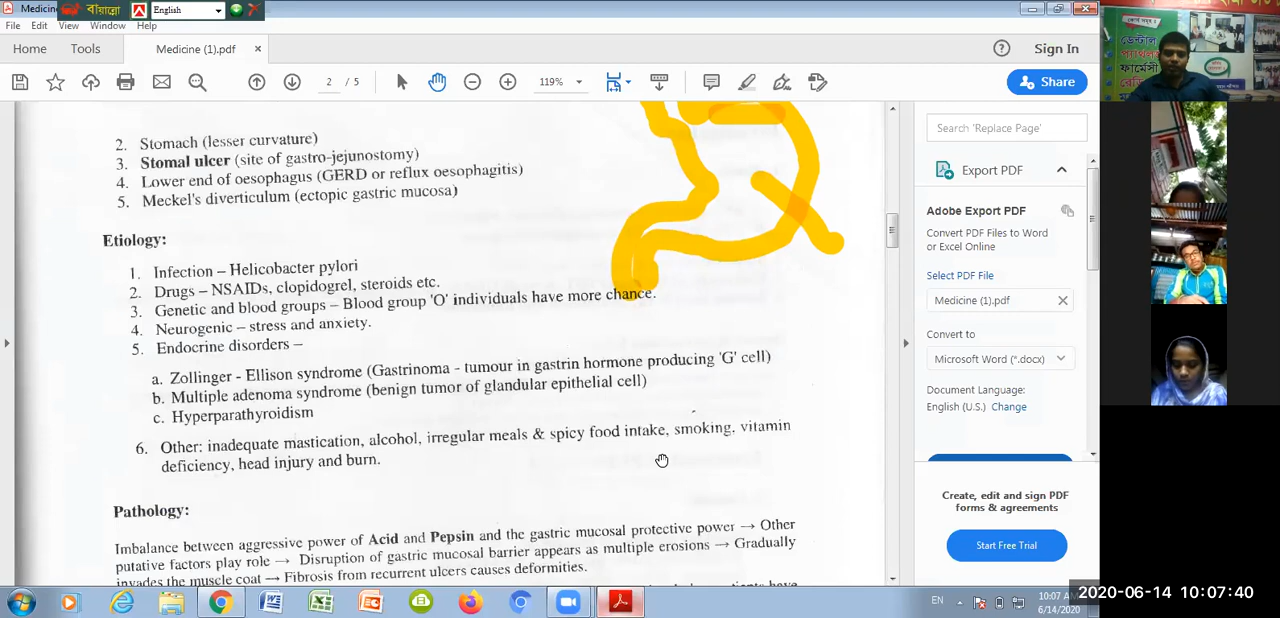 Medicin
বায়ান্নো
English
File Edit View Window Help
Home Tools Medicine (1).pdf × Sign In
2 / 5 119% Share
2. Stomach (lesser curvature)
3. Stomal ulcer (site of gastro-jejunostomy)
4. Lower end of oesophagus (GERD or reflux oesophagitis)
5. Meckel's diverticulum (ectopic gastric mucosa)
Etiology:
1. Infection – Helicobacter pylori
2. Drugs – NSAIDs, clopidogrel, steroids etc.
3. Genetic and blood groups – Blood group 'O' individuals have more chance.
4. Neurogenic – stress and anxiety.
5. Endocrine disorders –
a. Zollinger - Ellison syndrome (Gastrinoma - tumour in gastrin hormone producing 'G' cell)
b. Multiple adenoma syndrome (benign tumor of glandular epithelial cell)
c. Hyperparathyroidism
6. Other: inadequate mastication, alcohol, irregular meals & spicy food intake, smoking, vitamin
deficiency, head injury and burn.
Pathology:
Imbalance between aggressive power of Acid and Pepsin and the gastric mucosal protective power → Other
putative factors play role → Disruption of gastric mucosal barrier appears as multiple erosions → Gradually
invades the muscle coat → Fibrosis from recurrent ulcers causes deformities.
Search 'Replace Page'
Export PDF
Adobe Export PDF
Convert PDF Files to Word
or Excel Online
Select PDF File
Medicine (1).pdf
Convert to
Microsoft Word (*.docx)
Document Language:
English (U.S.) Change
Create, edit and sign PDF
forms & agreements
Start Free Trial
ডেন্টাল
প্যাথল
ফার্মেসী
রেডি
EN
10:07 AM
6/14/2020
2020-06-14 10:07:40